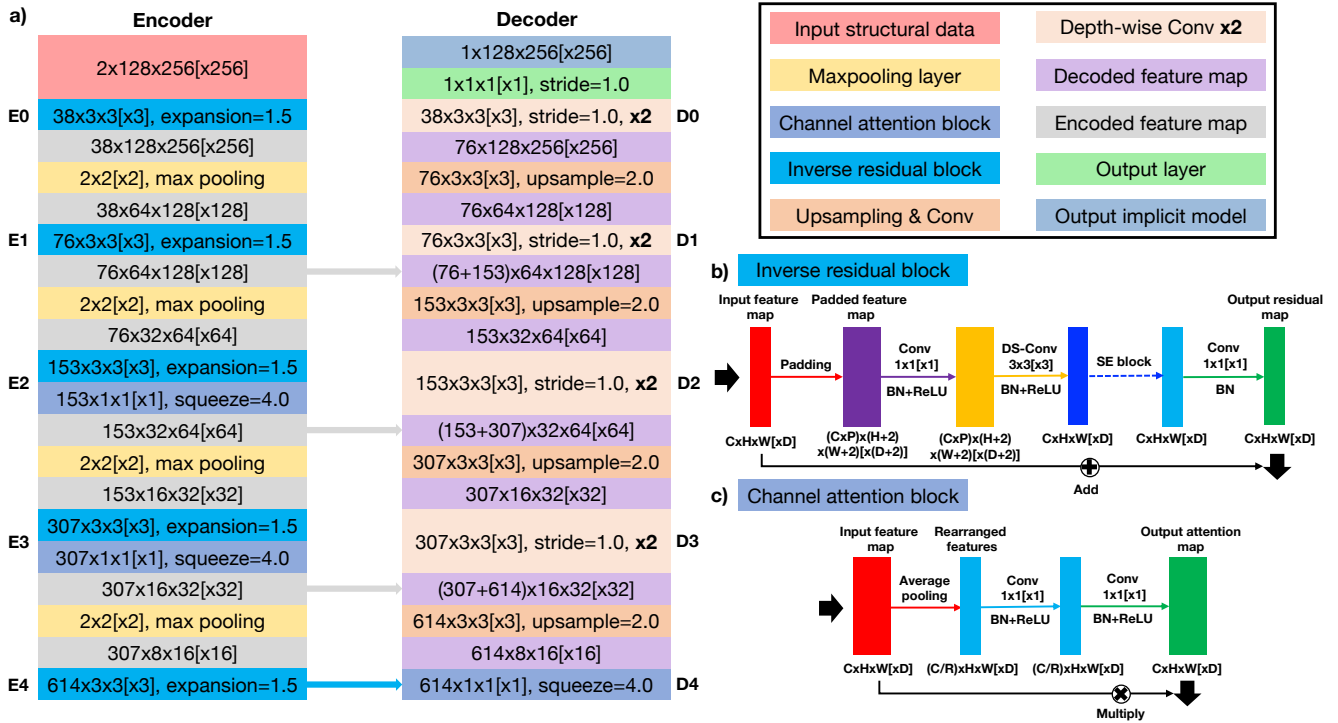 a)
Encoder
2x128x256[x256]
E0
38x3x3[x3], expansion=1.5
38x128x256[x256]
2x2[x2], max pooling
38x64x128[x128]
E1
76x3x3[x3], expansion=1.5
76x64x128[x128]
2x2[x2], max pooling
76x32x64[x64]
E2
153x3x3[x3], expansion=1.5
153x1x1[x1], squeeze=4.0
153x32x64[x64]
2x2[x2], max pooling
153x16x32[x32]
E3
307x3x3[x3], expansion=1.5
307x1x1[x1], squeeze=4.0
307x16x32[x32]
2x2[x2], max pooling
307x8x16[x16]
E4
614x3x3[x3], expansion=1.5
Decoder
1x128x256[x256]
1x1x1[x1], stride=1.0
38x3x3[x3], stride=1.0, x2
D0
76x128x256[x256]
76x3x3[x3], upsample=2.0
76x64x128[x128]
76x3x3[x3], stride=1.0, x2
D1
(76+153)x64x128[x128]
153x3x3[x3], upsample=2.0
153x32x64[x64]
153x3x3[x3], stride=1.0, x2
D2
(153+307)x32x64[x64]
307x3x3[x3], upsample=2.0
307x16x32[x32]
307x3x3[x3], stride=1.0, x2
D3
(307+614)x16x32[x32]
614x3x3[x3], upsample=2.0
614x8x16[x16]
614x1x1[x1], squeeze=4.0
D4
Input structural data
Depth-wise Conv x2
Maxpooling layer
Decoded feature map
Channel attention block
Encoded feature map
Inverse residual block
Output layer
Upsampling & Conv
Output implicit model
b)
Inverse residual block
Input feature
map
Padded feature
map
Output residual
map
Padding
Conv
1x1[x1]
BN+ReLU
DS-Conv
3x3[x3]
BN+ReLU
SE block
Conv
1x1[x1]
BN
CxHxW[xD]
(CxP)x(H+2)
x(W+2)[x(D+2)]
(CxP)x(H+2)
x(W+2)[x(D+2)]
CxHxW[xD]
CxHxW[xD]
CxHxW[xD]
Add
c)
Channel attention block
Input feature
map
Rearranged
features
Output attention
map
Average
pooling
Conv
1x1[x1]
BN+ReLU
Conv
1x1[x1]
BN+ReLU
CxHxW[xD]
(C/R)xHxW[xD]
(C/R)xHxW[xD]
CxHxW[xD]
Multiply